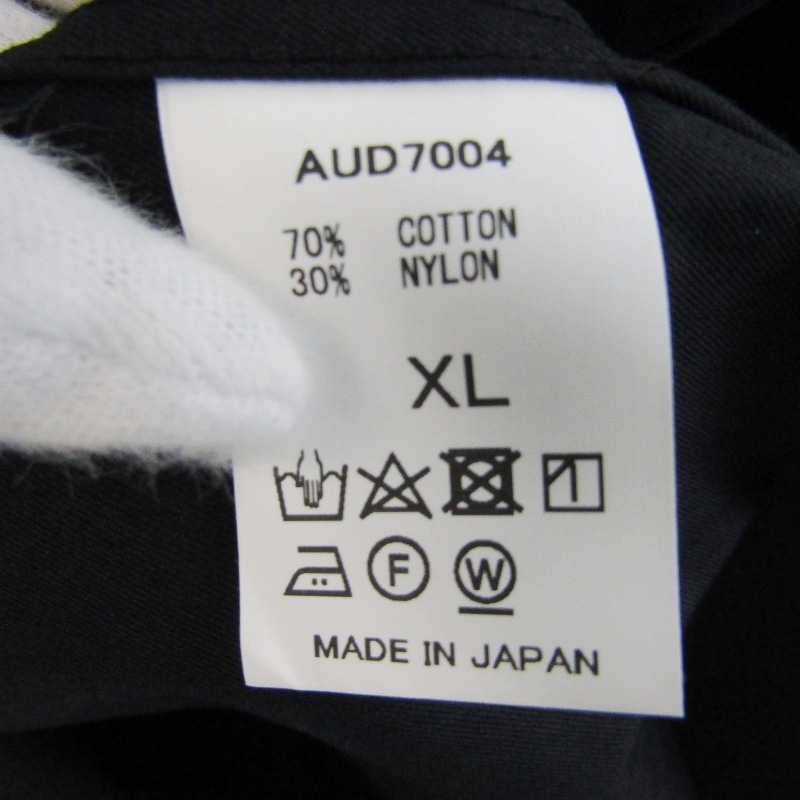 AUD7004
70% COTTON
30% NYLON
XL
F W
MADE IN JAPAN